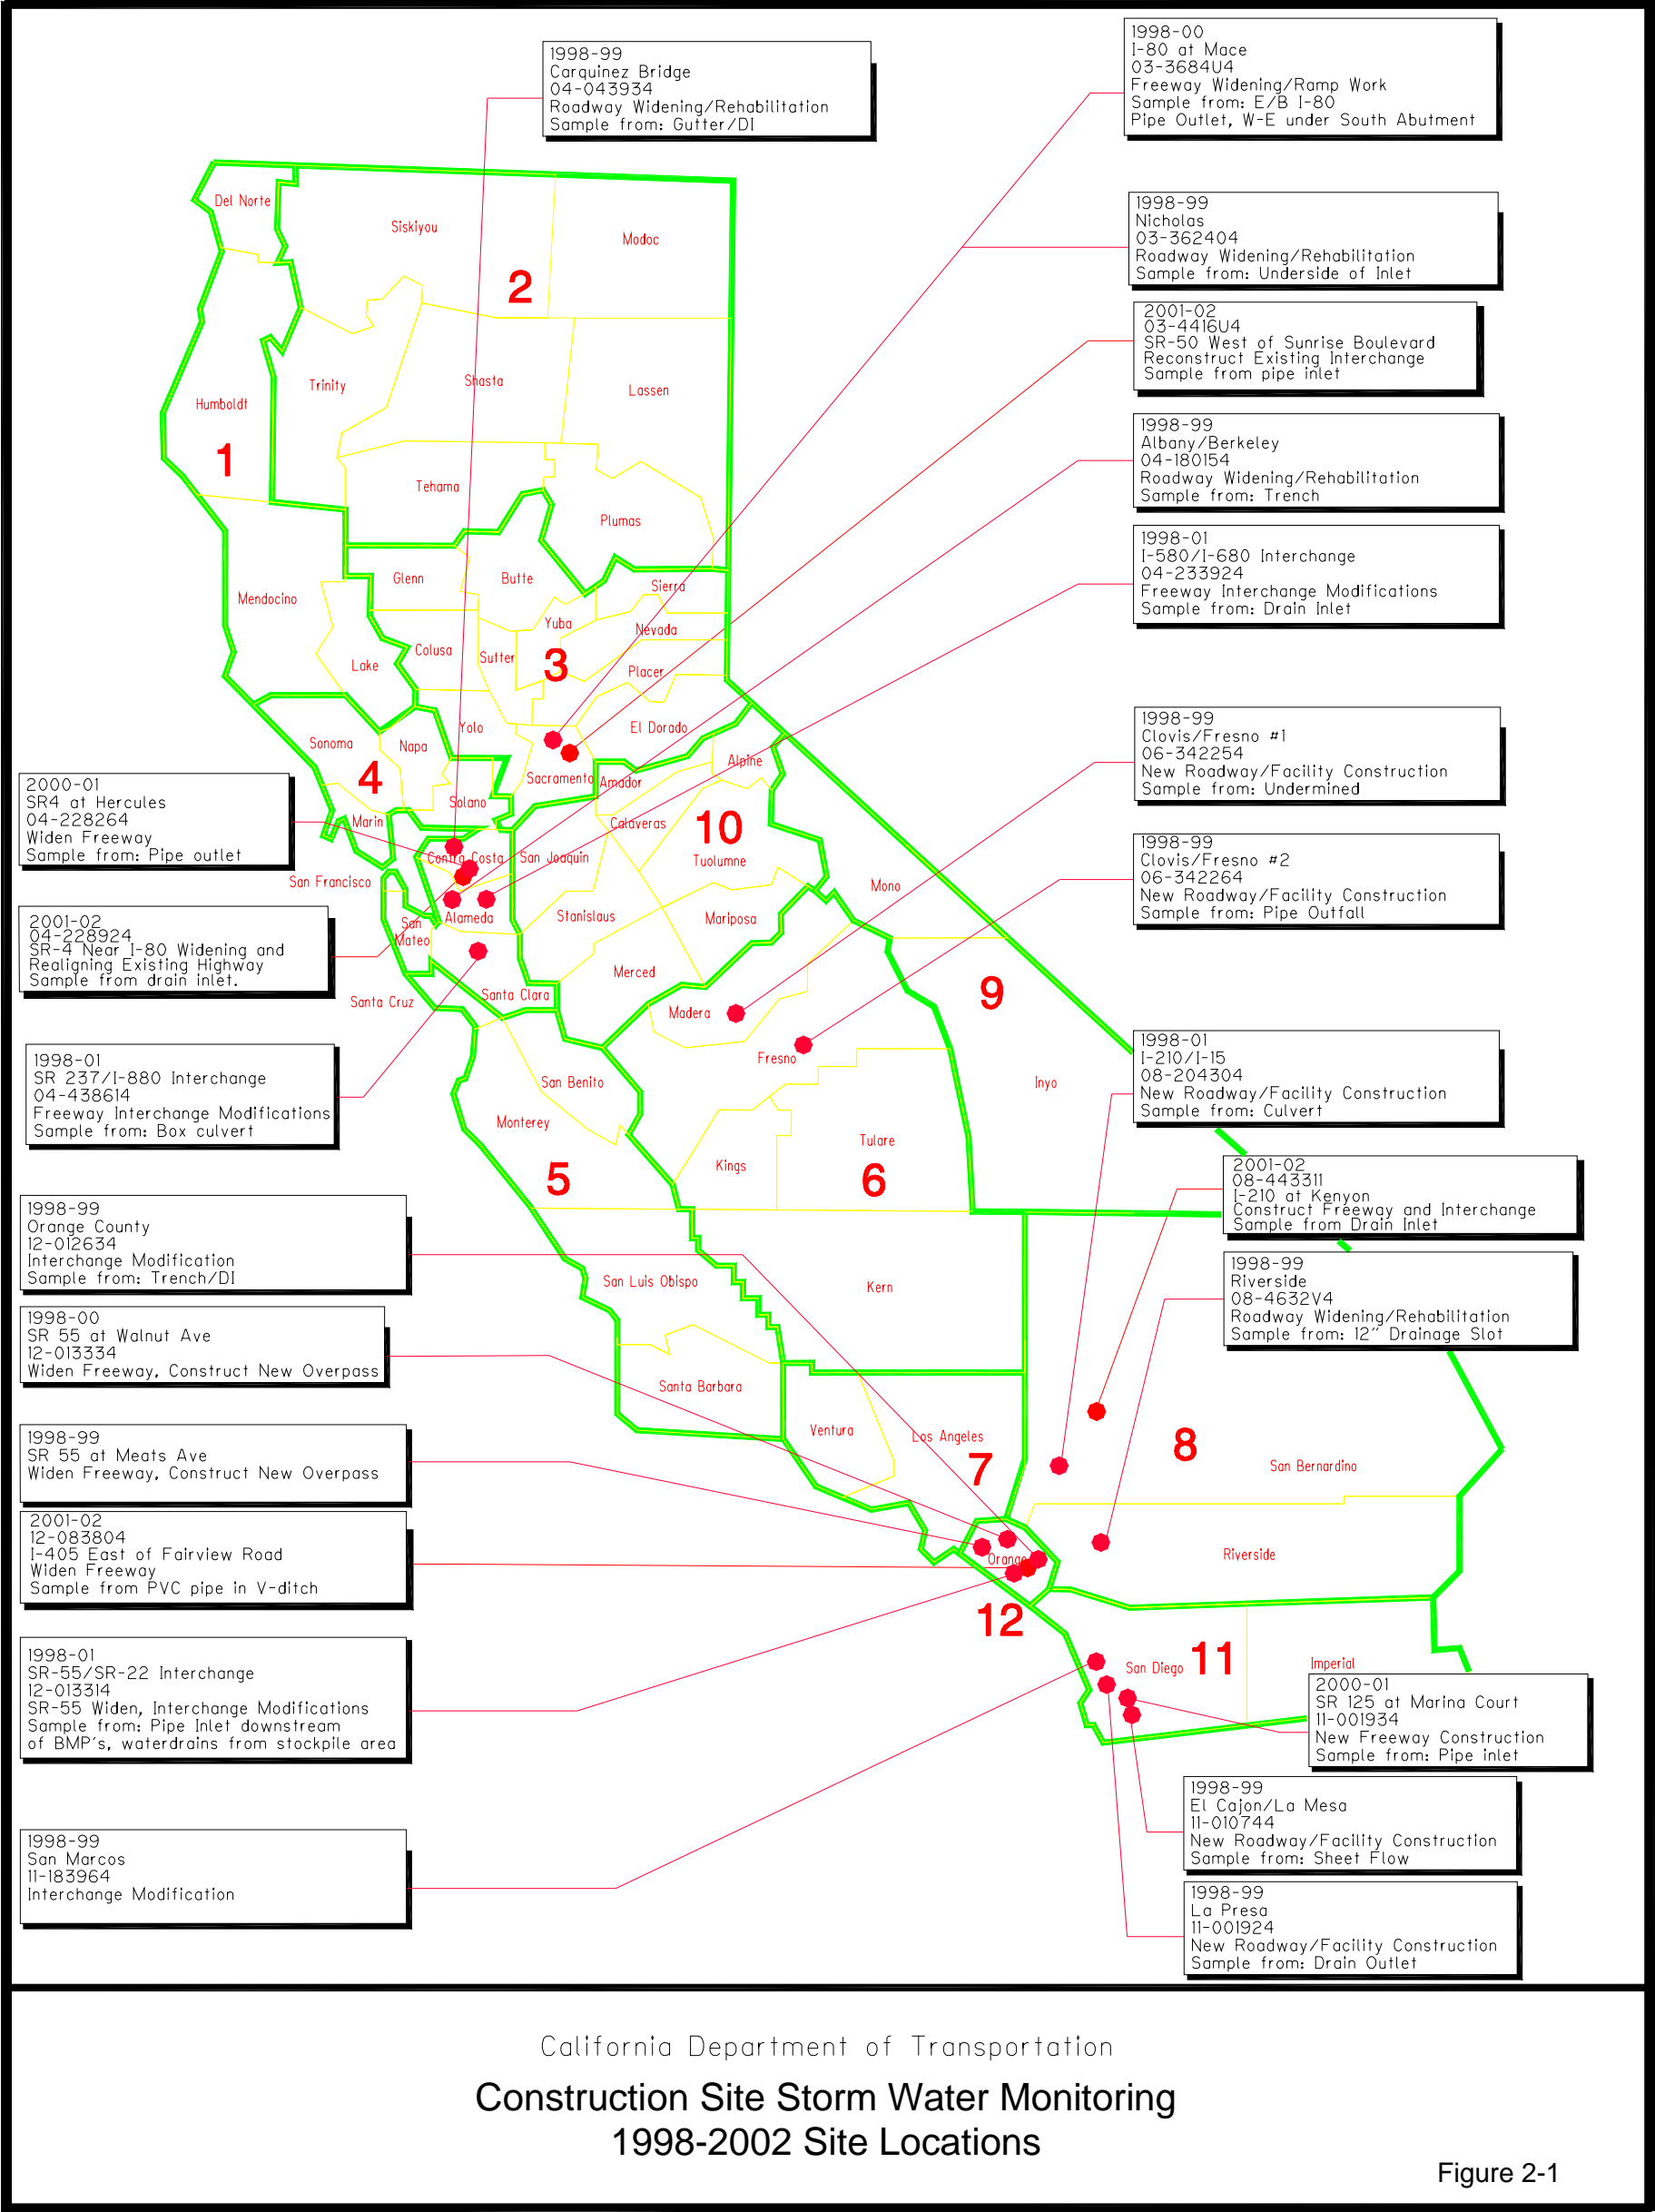 1998-99
Carquinez Bridge
04-043934
Roadway Widening/Rehabilitation
Sample from: Gutter/DI
1998-00
I-80 at Mace
03-3684U4
Freeway Widening/Ramp Work
Sample from: E/B I-80
Pipe Outlet, W-E under South Abutment
1998-99
Nicholas
03-362404
Roadway Widening/Rehabilitation
Sample from: Underside of Inlet
2001-02
03-4416U4
SR-50 West of Sunrise Boulevard
Reconstruct Existing Interchange
Sample from pipe inlet
1998-99
Albany/Berkeley
04-180154
Roadway Widening/Rehabilitation
Sample from: Trench
1998-01
I-580/I-680 Interchange
04-233924
Freeway Interchange Modifications
Sample from: Drain Inlet
1998-99
Clovis/Fresno #1
06-342254
New Roadway/Facility Construction
Sample from: Undermined
1998-99
Clovis/Fresno #2
06-342264
New Roadway/Facility Construction
Sample from: Pipe Outfall
1998-01
I-210/I-15
08-204304
New Roadway/Facility Construction
Sample from: Culvert
2001-02
08-443311
I-210 at Kenyon
Construct Freeway and Interchange
Sample from Drain Inlet
1998-99
Riverside
08-4632V4
Roadway Widening/Rehabilitation
Sample from: 12" Drainage Slot
2000-01
SR 125 at Marina Court
11-001934
New Freeway Construction
Sample from: Pipe inlet
1998-99
El Cajon/La Mesa
11-010744
New Roadway/Facility Construction
Sample from: Sheet Flow
1998-99
La Presa
11-001924
New Roadway/Facility Construction
Sample from: Drain Outlet
2000-01
SR4 at Hercules
04-228264
Widen Freeway
Sample from: Pipe outlet
2001-02
04-228924
SR-4 Near I-80 Widening and
Realigning Existing Highway
Sample from drain inlet.
1998-01
SR 237/I-880 Interchange
04-438614
Freeway Interchange Modifications
Sample from: Box culvert
1998-99
Orange County
12-012634
Interchange Modification
Sample from: Trench/DI
1998-00
SR 55 at Walnut Ave
12-013334
Widen Freeway, Construct New Overpass
1998-99
SR 55 at Meats Ave
Widen Freeway, Construct New Overpass
2001-02
12-083804
I-405 East of Fairview Road
Widen Freeway
Sample from PVC pipe in V-ditch
1998-01
SR-55/SR-22 Interchange
12-013314
SR-55 Widen, Interchange Modifications
Sample from: Pipe Inlet downstream
of BMP's, waterdrains from stockpile area
1998-99
San Marcos
11-183964
Interchange Modification
Del Norte
Siskiyou
Modoc
2
Trinity
Shasta
Lassen
Humboldt
1
Tehama
Plumas
Glenn
Butte
Sierra
Mendocino
Yuba
Nevada
Colusa
Sutter
3
Lake
Placer
Yolo
El Dorado
Sonoma
Napa
Alpine
4
Sacramento
Amador
Solano
Marin
Calaveras
10
Contra Costa
San Joaquin
Tuolumne
San Francisco
Mono
San
Mateo
Alameda
Stanislaus
Mariposa
Merced
9
Santa Clara
Santa Cruz
Madera
Fresno
Inyo
San Benito
Monterey
Tulare
Kings
5
6
San Luis Obispo
Kern
Santa Barbara
Ventura
Los Angeles
7
8
San Bernardino
Orange
Riverside
12
San Diego
11
Imperial
California Department of Transportation
Construction Site Storm Water Monitoring
1998-2002 Site Locations
Figure 2-1